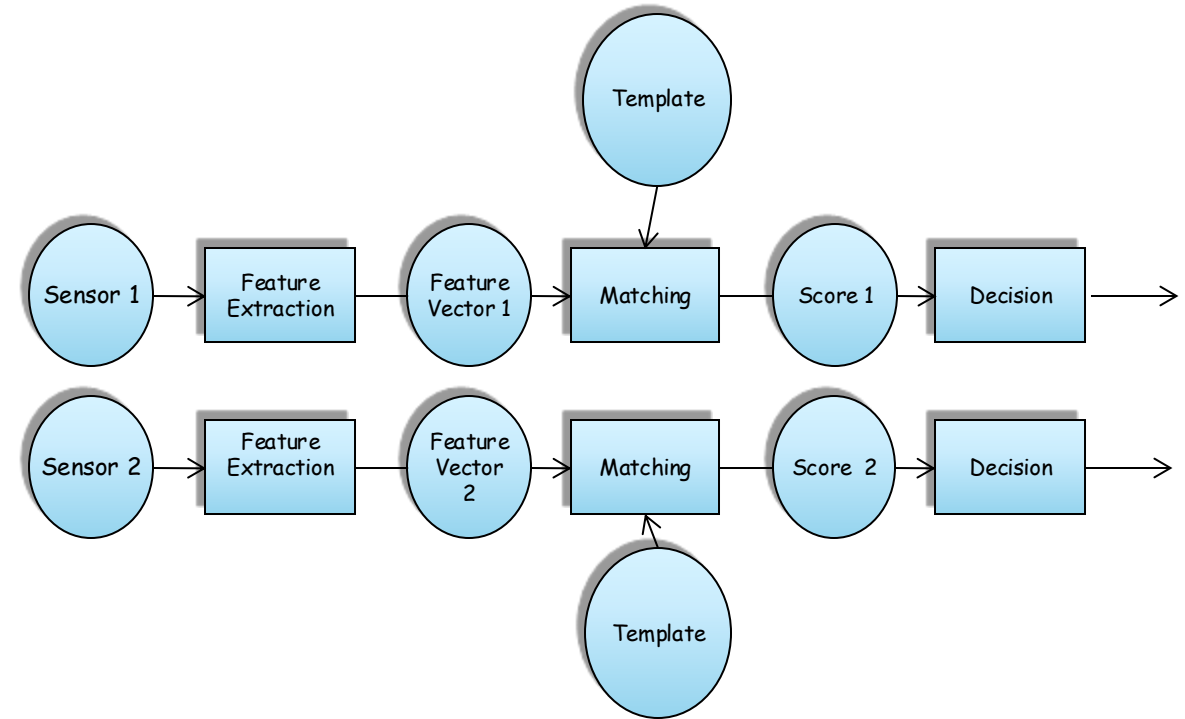 Template
Sensor 1
Feature
Extraction
Feature
Vector 1
Matching
Score 1
Decision
Sensor 2
Feature
Extraction
Feature
Vector
2
Matching
Score 2
Decision
Template